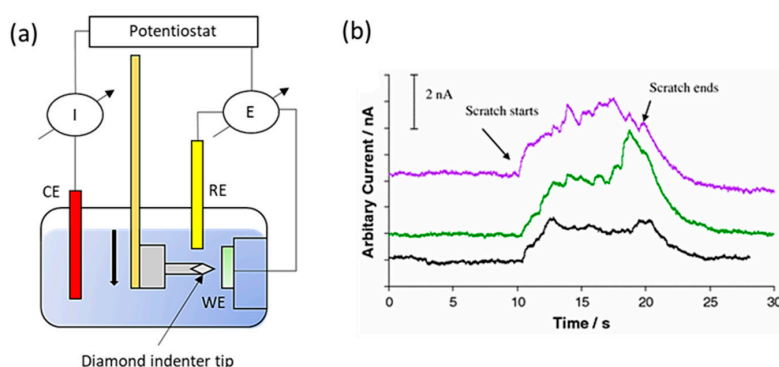 (a)
Potentiostat
I
E
CE
RE
WE
Diamond indenter tip
(b)
2 nA
Scratch starts
Scratch ends
Arbitary Current / nA
0 5 10 15 20 25 30
Time / s